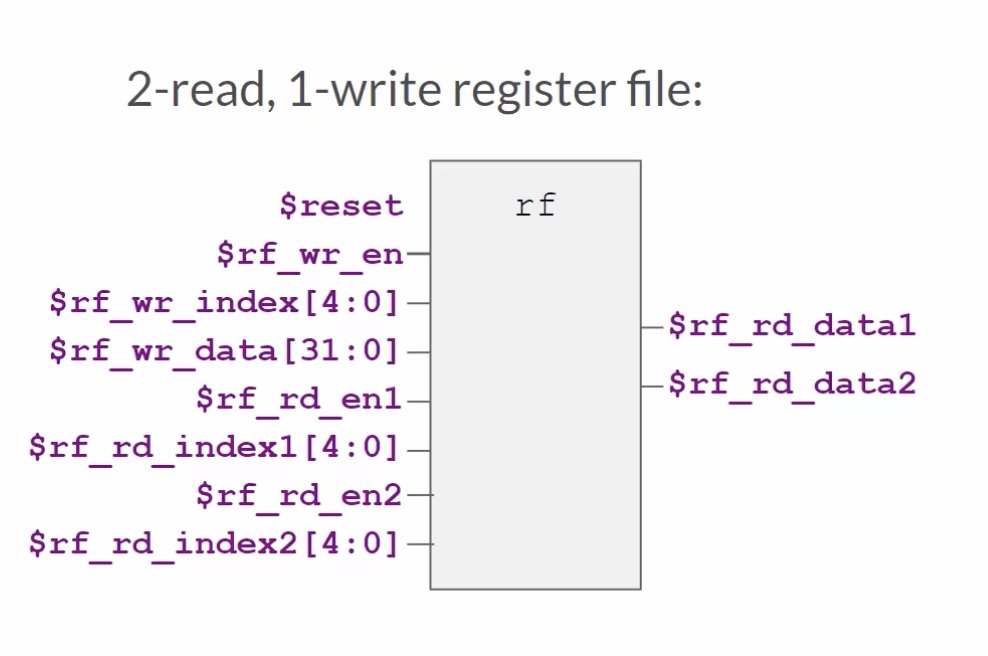 2-read, 1-write register file:
rf
$reset
$rf_wr_en
$rf_wr_index[4:0]
$rf_wr_data[31:0]
$rf_rd_en1
$rf_rd_index1[4:0]
$rf_rd_en2
$rf_rd_index2[4:0]
$rf_rd_data1
$rf_rd_data2